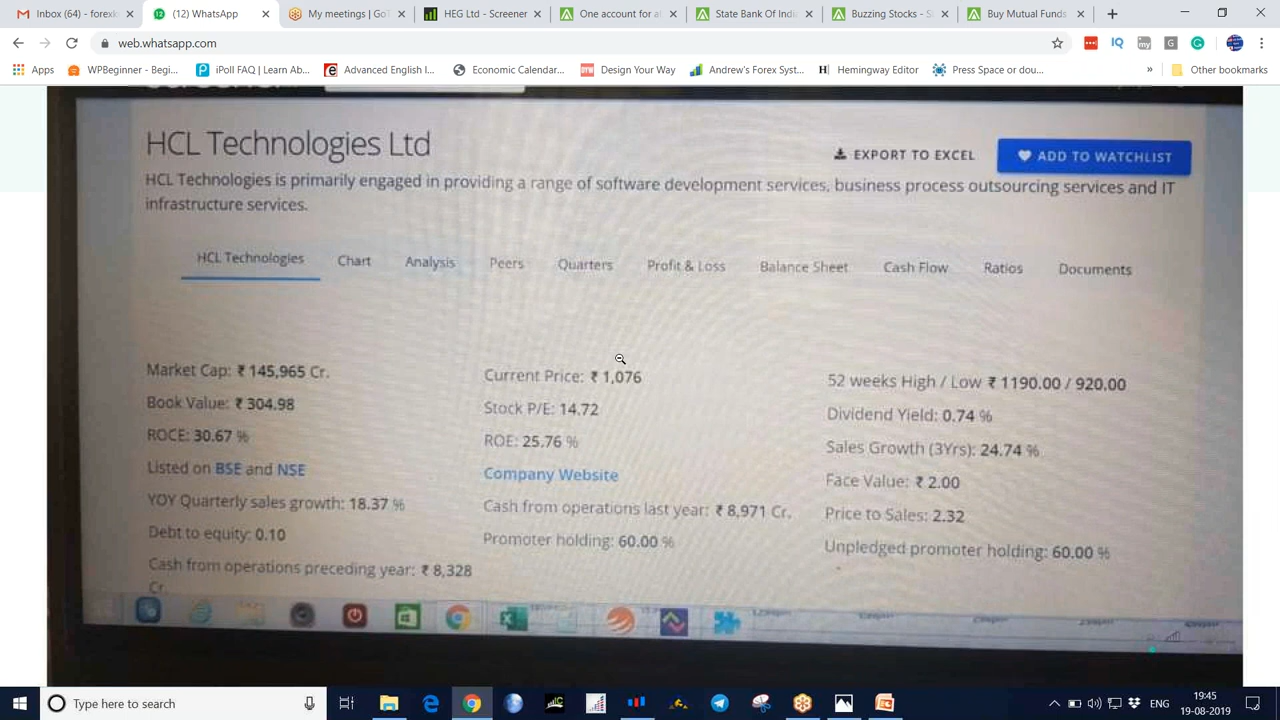 Inbox (64) - forexk
(12) WhatsApp
My meetings | GoT
HEG Ltd - Screener
One account for al
State Bank Of Indi
Buzzing Stocks - S
Buy Mutual Funds
web.whatsapp.com
Apps
WPBeginner - Begi...
iPoll FAQ | Learn Ab...
Advanced English I...
Economic Calendar...
Design Your Way
Andrew's Forex Syst...
Hemingway Editor
Press Space or dou...
»
Other bookmarks
HCL Technologies Ltd
EXPORT TO EXCEL
ADD TO WATCHLIST
HCL Technologies is primarily engaged in providing a range of software development services, business process outsourcing services and IT
infrastructure services.
HCL Technologies Chart Analysis Peers Quarters Profit & Loss Balance Sheet Cash Flow Ratios Documents
Market Cap: ₹ 145,965 Cr.
Current Price: ₹ 1,076
52 weeks High / Low ₹ 1190.00 / 920.00
Book Value: ₹ 304.98
Stock P/E: 14.72
Dividend Yield: 0.74 %
ROCE: 30.67 %
ROE: 25.76 %
Sales Growth (3Yrs): 24.74 %
Listed on BSE and NSE
Company Website
Face Value: ₹ 2.00
YOY Quarterly sales growth: 18.37 %
Cash from operations last year: ₹ 8,971 Cr.
Price to Sales: 2.32
Debt to equity: 0.10
Promoter holding: 60.00 %
Unpledged promoter holding: 60.00 %
Cash from operations preceding year: ₹ 8,328
Cr.
Type here to search
ENG
19:45
19-08-2019